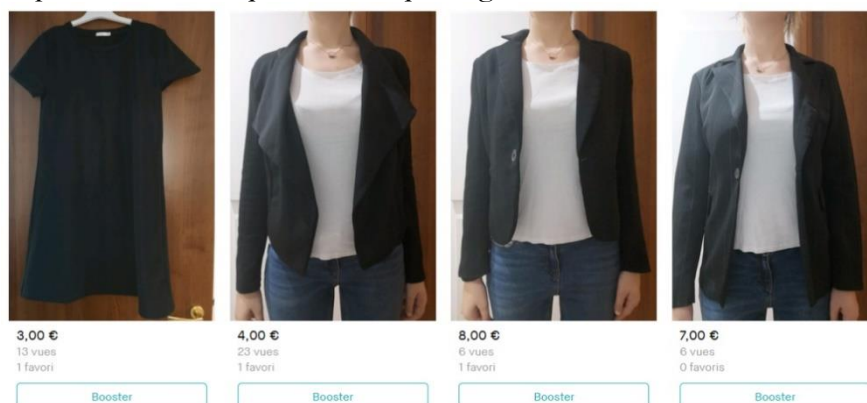 3,00 €
13 vues
1 favori
Booster
4,00 €
23 vues
1 favori
Booster
8,00 €
6 vues
1 favori
Booster
7,00 €
6 vues
0 favoris
Booster